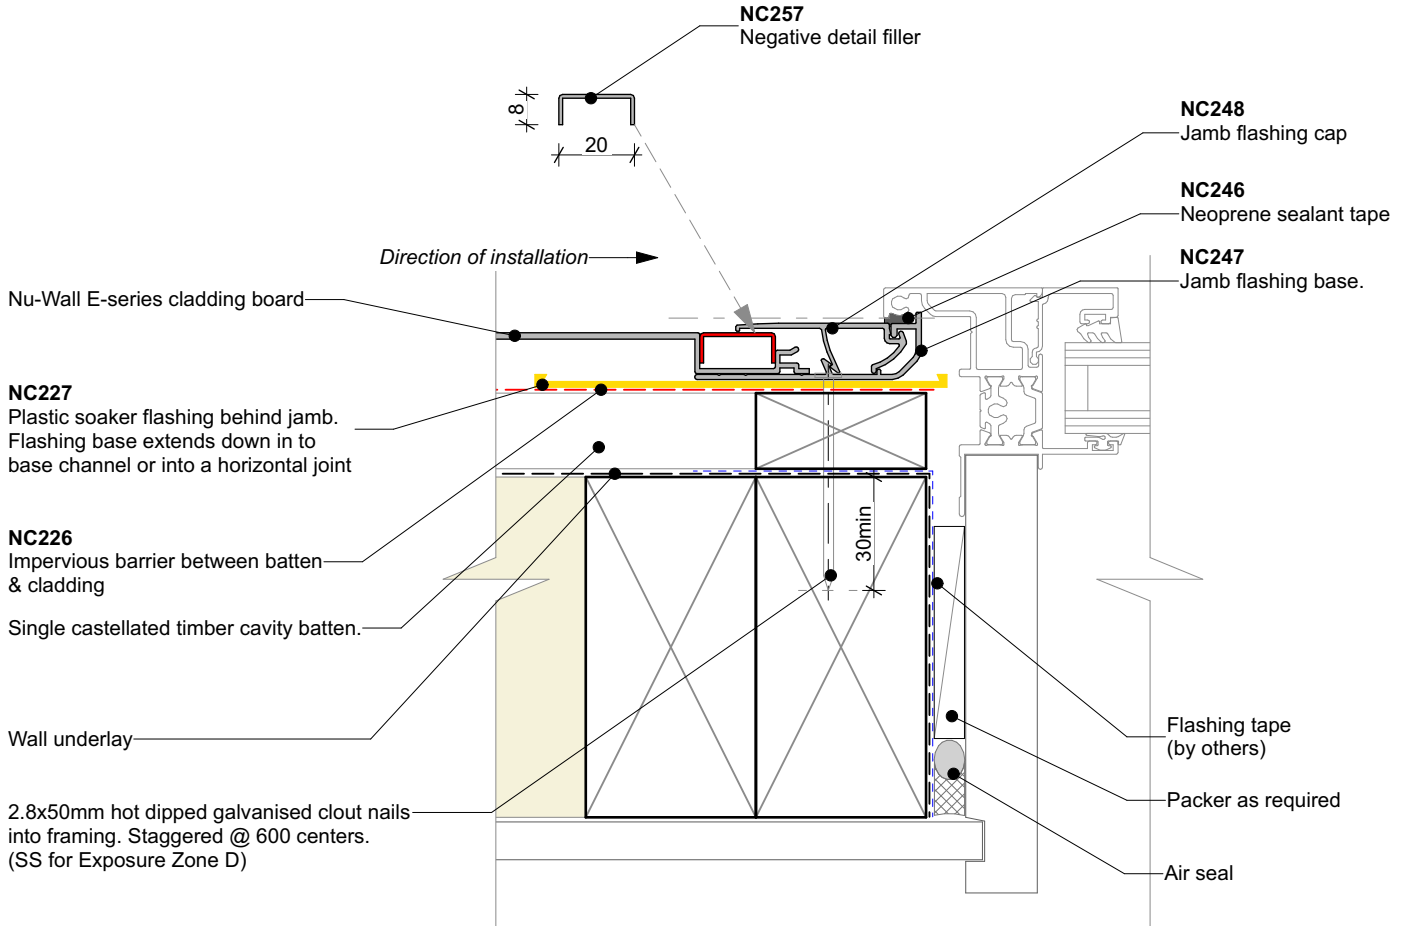 NC257
Negative detail filler
8
20
NC248
Jamb flashing cap
NC246
Neoprene sealant tape
NC247
Jamb flashing base.
Direction of installation
Nu-Wall E-series cladding board
NC227
Plastic soaker flashing behind jamb.
Flashing base extends down in to
base channel or into a horizontal joint
NC226
Impervious barrier between batten
& cladding
Single castellated timber cavity batten.
30min
Wall underlay
2.8x50mm hot dipped galvanised clout nails
into framing. Staggered @ 600 centers.
(SS for Exposure Zone D)
Flashing tape
(by others)
Packer as required
Air seal